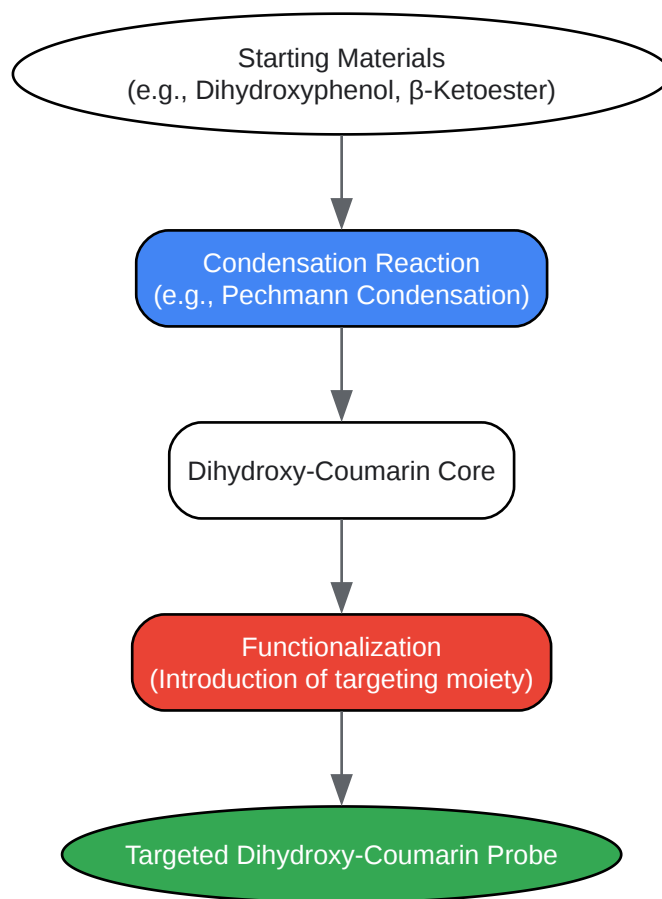 Starting Materials
(e.g., Dihydroxyphenol, β-Ketoester)
Condensation Reaction
(e.g., Pechmann Condensation)
Dihydroxy-Coumarin Core
Functionalization
(Introduction of targeting moiety)
Targeted Dihydroxy-Coumarin Probe